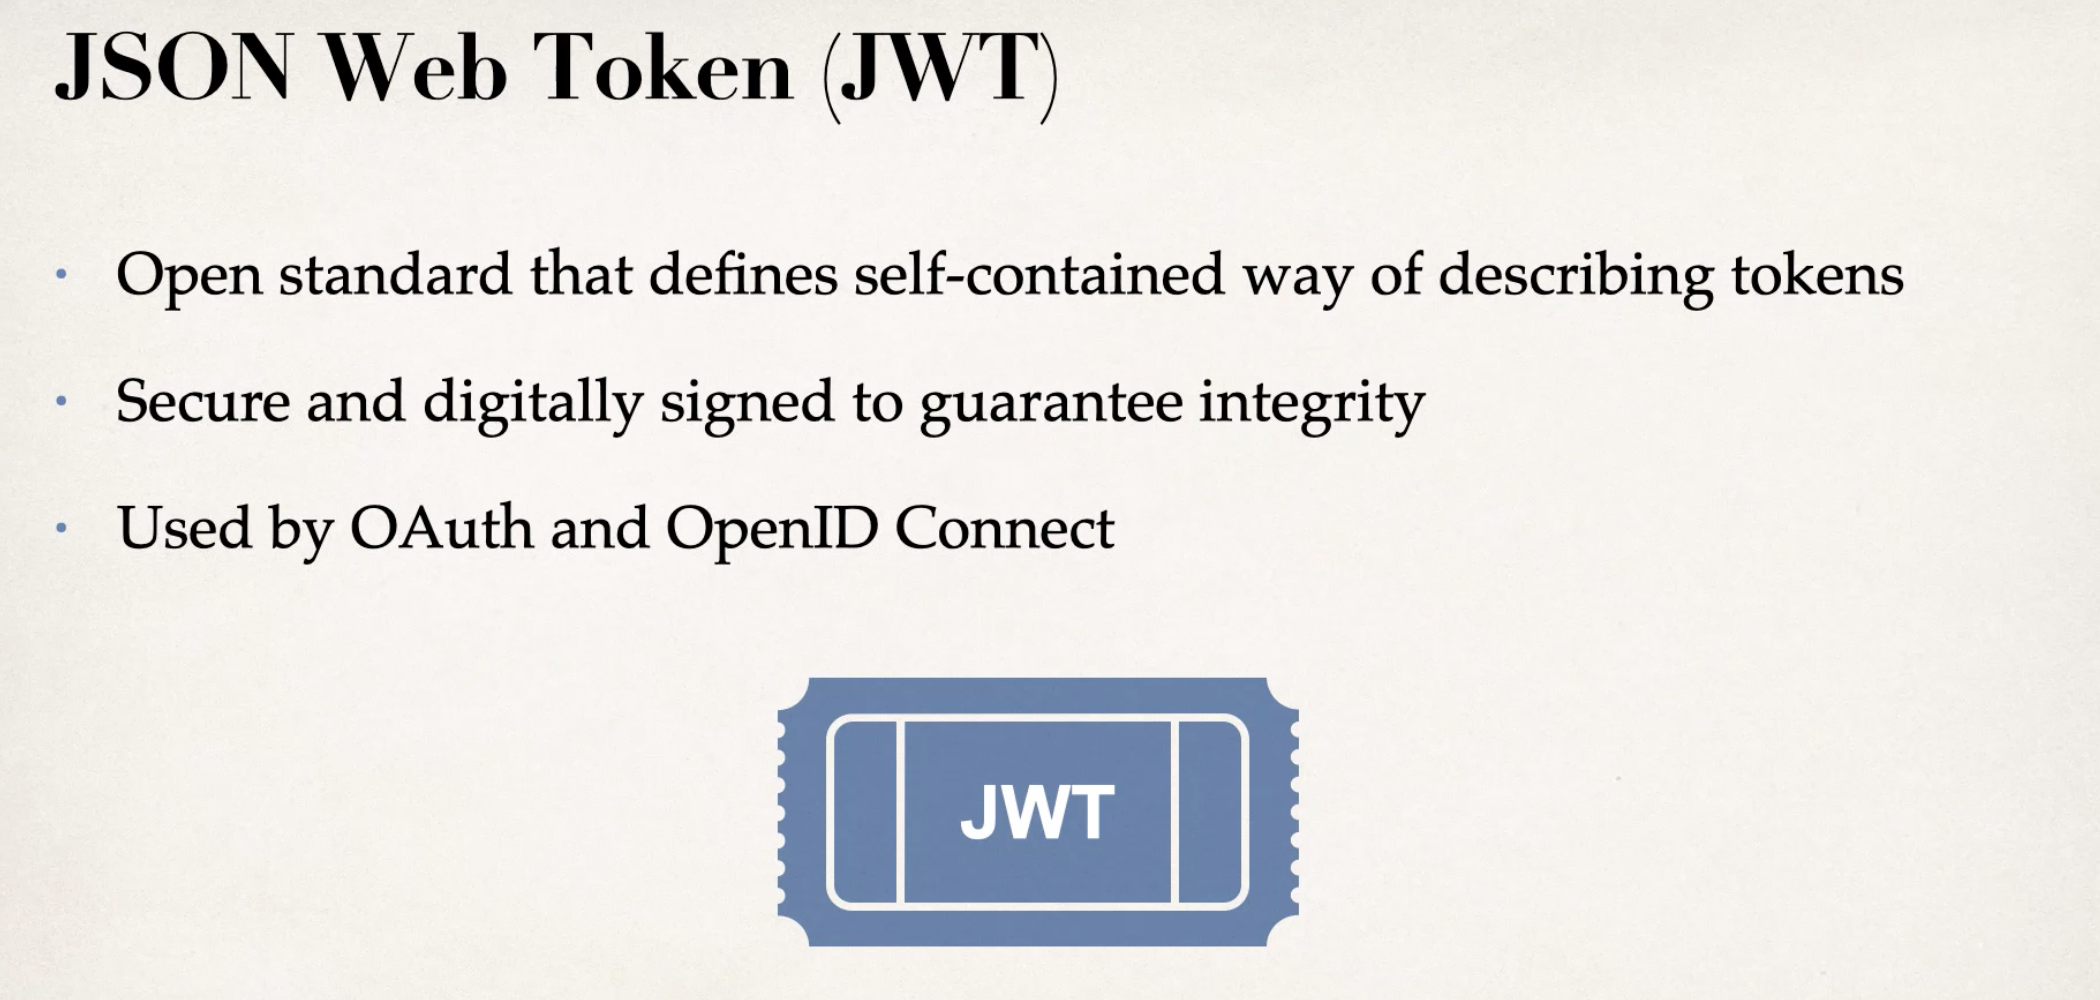 JSON Web Token (JWT)
• Open standard that defines self-contained way of describing tokens
• Secure and digitally signed to guarantee integrity
• Used by OAuth and OpenID Connect
JWT